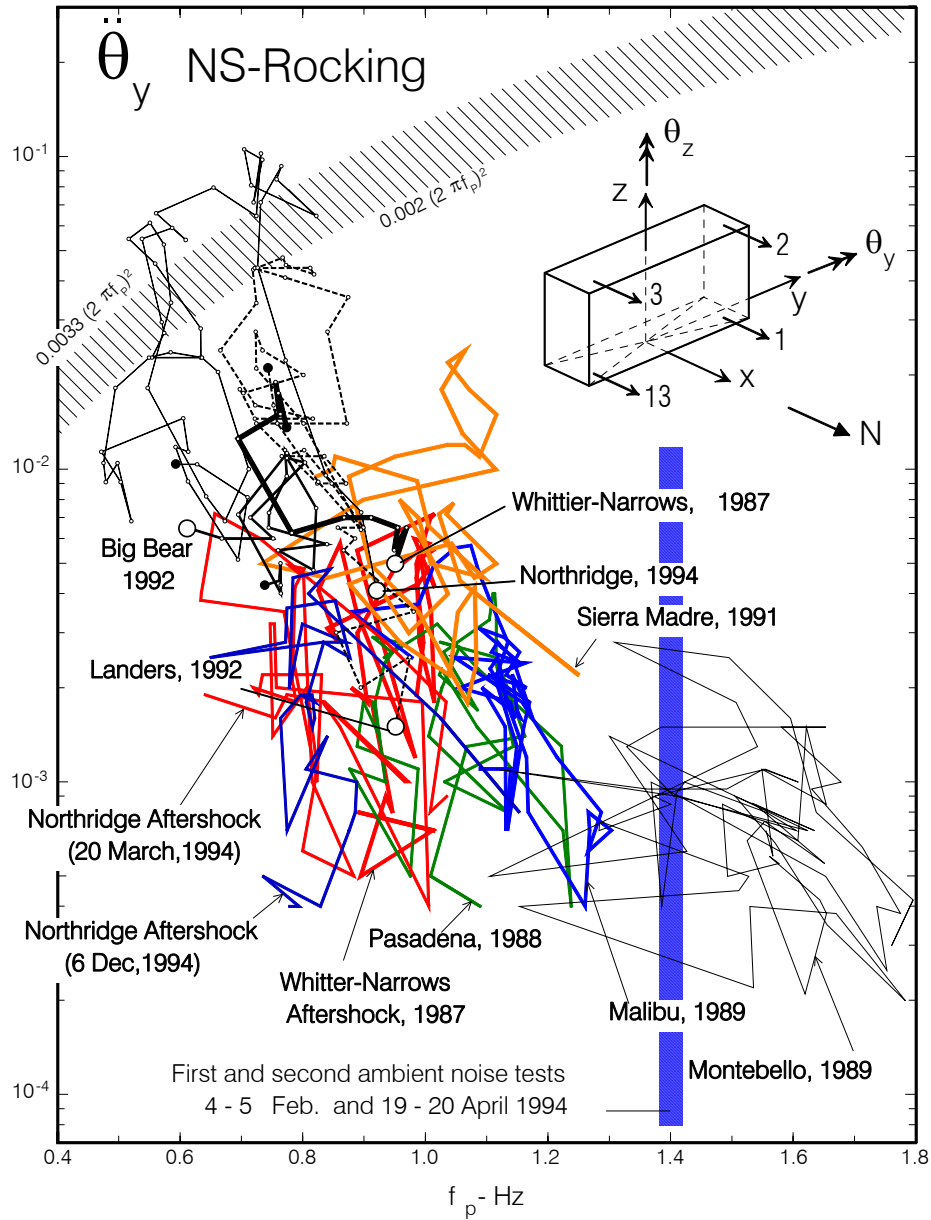 θ̈y NS-Rocking
10⁻¹
10⁻²
10⁻³
10⁻⁴
0.0033 (2 πfp)²
0.002 (2 πfp)²
θz
z
2
θy
3
y
1
x
13
N
Whittier-Narrows, 1987
Big Bear
1992
Northridge, 1994
Sierra Madre, 1991
Landers, 1992
Northridge Aftershock
(20 March,1994)
Northridge Aftershock
(6 Dec,1994)
Pasadena, 1988
Whitter-Narrows
Aftershock, 1987
Malibu, 1989
Montebello, 1989
First and second ambient noise tests
4 - 5 Feb. and 19 - 20 April 1994
0.4 0.6 0.8 1.0 1.2 1.4 1.6 1.8
fp - Hz